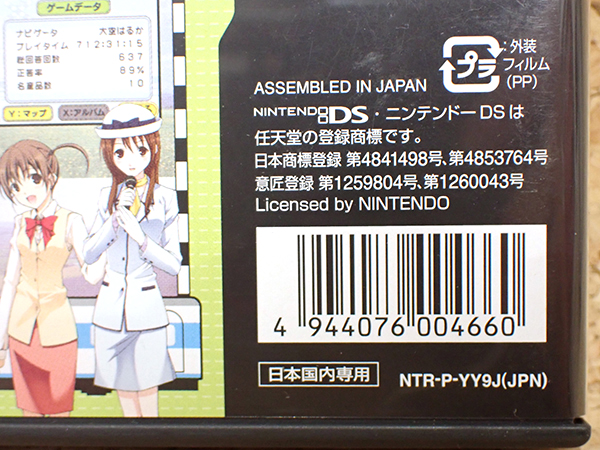 ゲームデータ
ナビゲータ 大空はるか
プレイタイム 712:31:15
総回答回数 637
正答率 89%
名産品数 10
Y:マップ X:アルバム
プラ
:外装
フィルム
(PP)
ASSEMBLED IN JAPAN
NINTENDO DS・ニンテンドーDSは
任天堂の登録商標です。
日本商標登録 第4841498号、第4853764号
意匠登録 第1259804号、第1260043号
Licensed by NINTENDO
4 944076 004660
日本国内専用
NTR-P-YY9J(JPN)